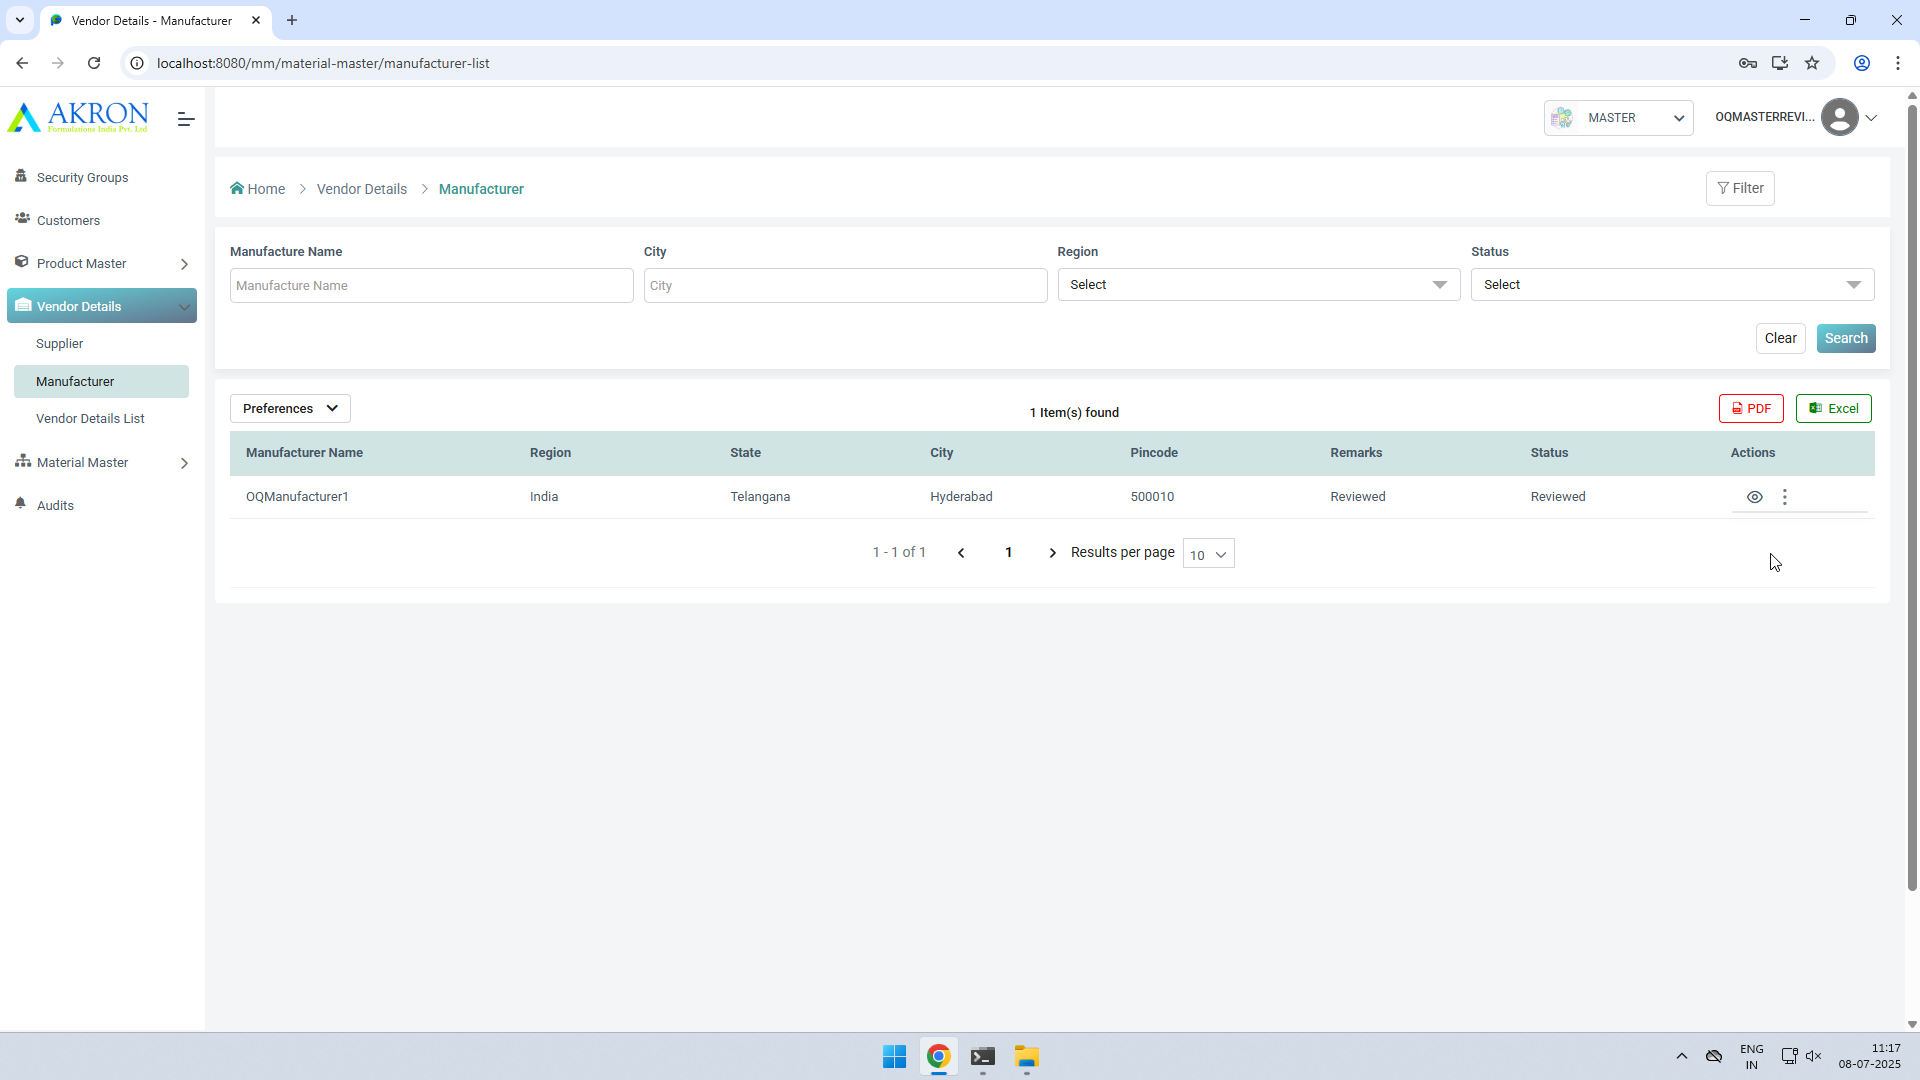 Vendor Details - Manufacturer
localhost:8080/mm/material-master/manufacturer-list
AKRON
Formulations India Pvt. Ltd
MASTER
OQMASTERREVI...
Security Groups
Customers
Product Master
Vendor Details
Supplier
Manufacturer
Vendor Details List
Material Master
Audits
Home > Vendor Details > Manufacturer
Filter
Manufacture Name City Region Status
Manufacture Name City Select Select
Clear Search
Preferences 1 Item(s) found PDF Excel
Manufacturer Name Region State City Pincode Remarks Status Actions
OQManufacturer1 India Telangana Hyderabad 500010 Reviewed Reviewed
1 - 1 of 1 1 Results per page 10
ENG
IN
11:17
08-07-2025